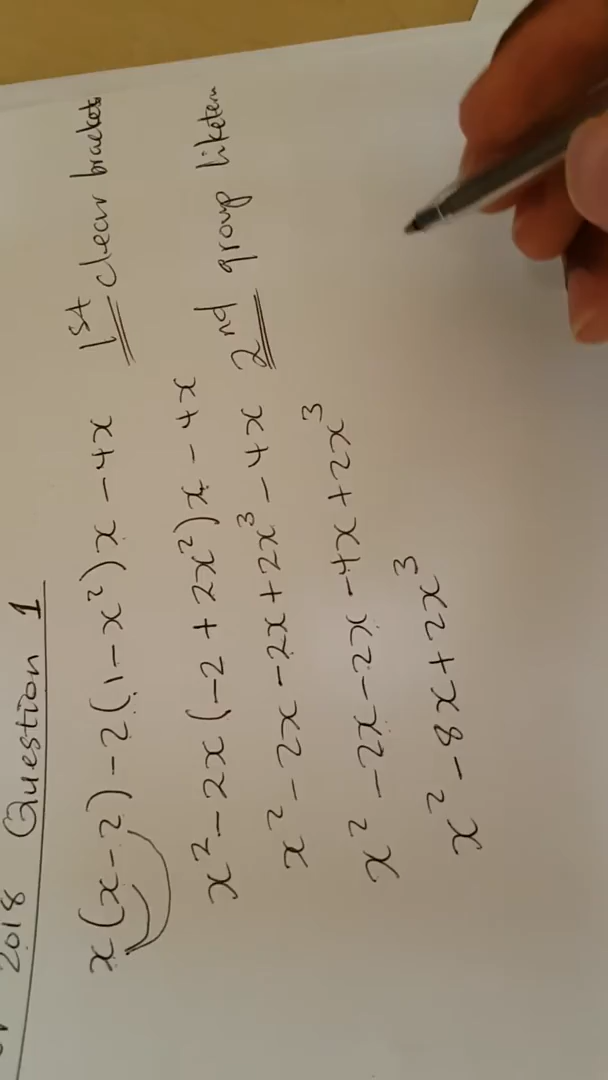 2018 Question 1
x(x-2)-2(1-x²)x-4x 1st clear brackets
x²-2x(-2+2x²)x-4x
x²-2x-2x+2x³-4x 2nd group liketerm
x²-2x-2x-4x+2x³
x²-8x+2x³